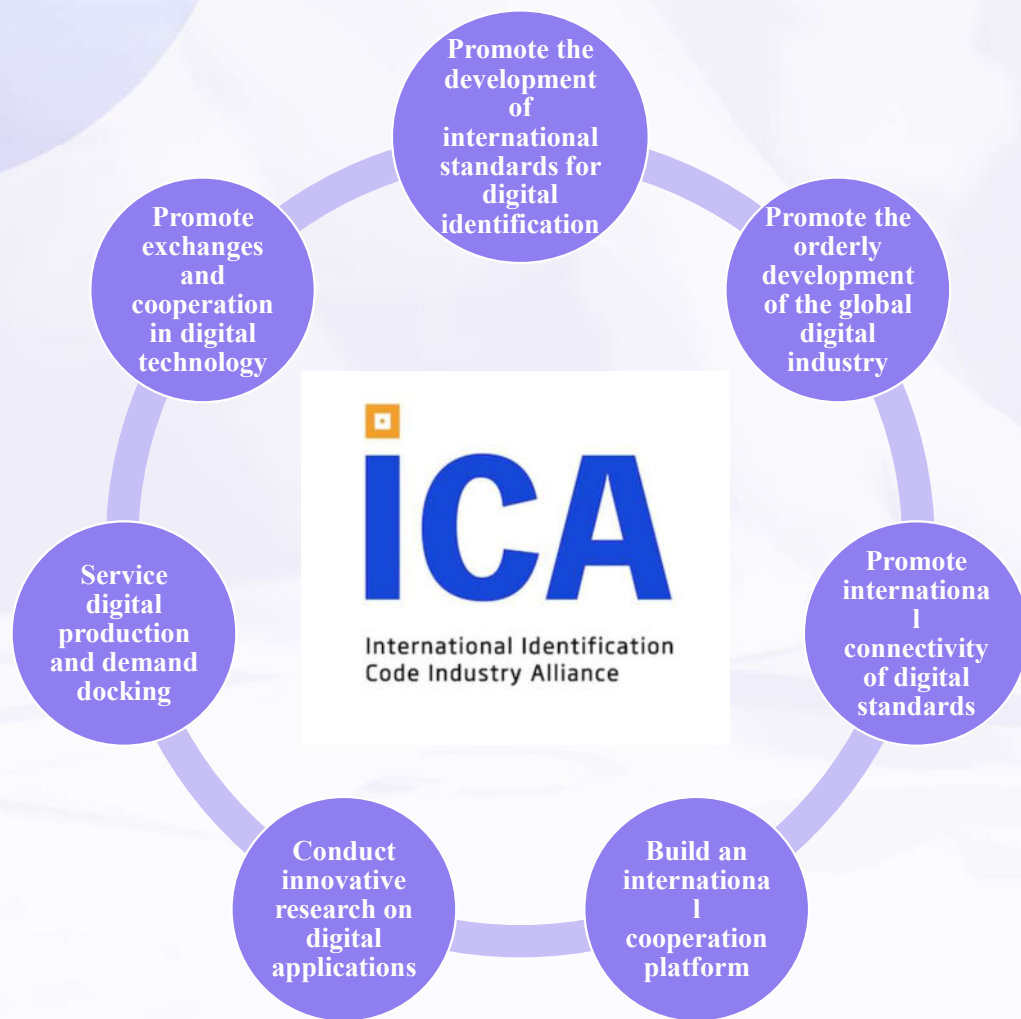 Promote the
development
of
international
standards for
digital
identification
Promote the
orderly
development
of the global
digital
industry
Promote
internationa
l
connectivity
of digital
standards
Build an
internationa
l
cooperation
platform
Conduct
innovative
research on
digital
applications
Service
digital
production
and demand
docking
Promote
exchanges
and
cooperation
in digital
technology
iCA
International Identification
Code Industry Alliance